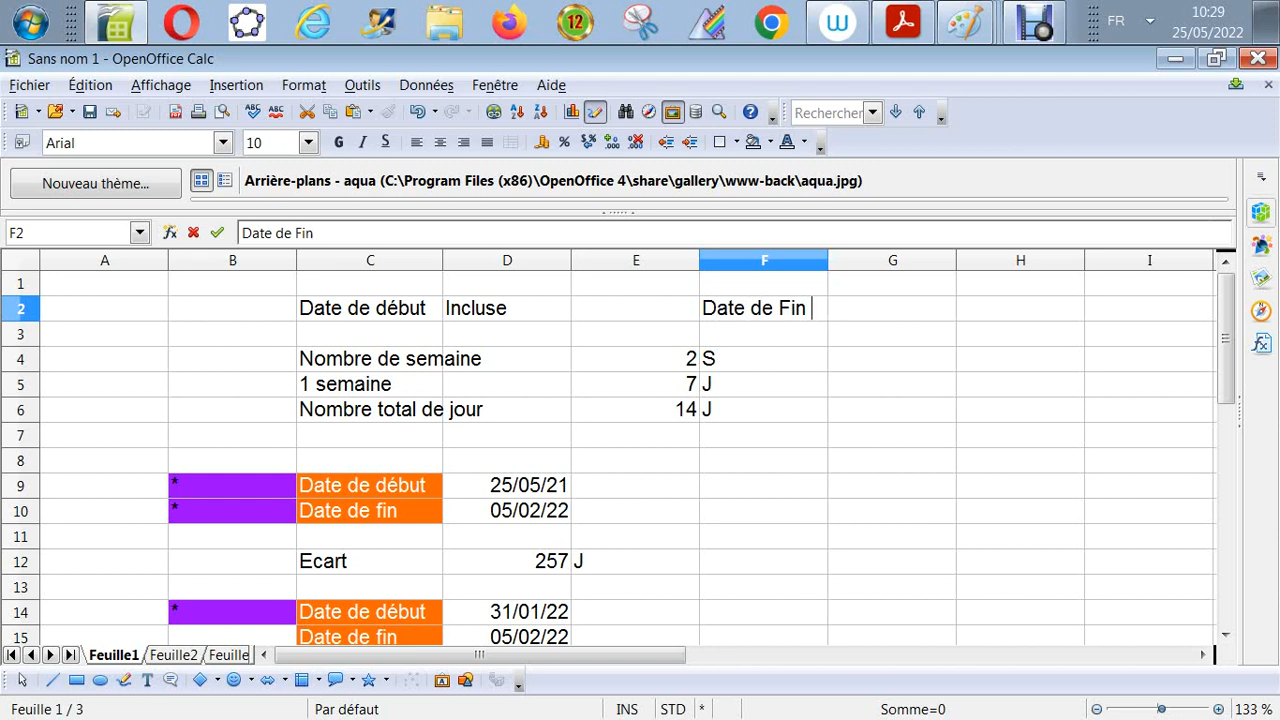 12
W
FR
10:29
25/05/2022
Sans nom 1 - OpenOffice Calc
Fichier Édition Affichage Insertion Format Outils Données Fenêtre Aide
Rechercher
Arial 10 G I S
Nouveau thème...
Arrière-plans - aqua (C:\Program Files (x86)\OpenOffice 4\share\gallery\www-back\aqua.jpg)
F2 Date de Fin
A B C D E F G H I
1
2 Date de début Incluse Date de Fin
3
4 Nombre de semaine 2 S
5 1 semaine 7 J
6 Nombre total de jour 14 J
7
8
9 * Date de début 25/05/21
10 * Date de fin 05/02/22
11
12 Ecart 257 J
13
14 * Date de début 31/01/22
15 Date de fin 05/02/22
Feuille1 Feuille2 Feuille
Feuille 1 / 3 Par défaut INS STD * Somme=0 133 %